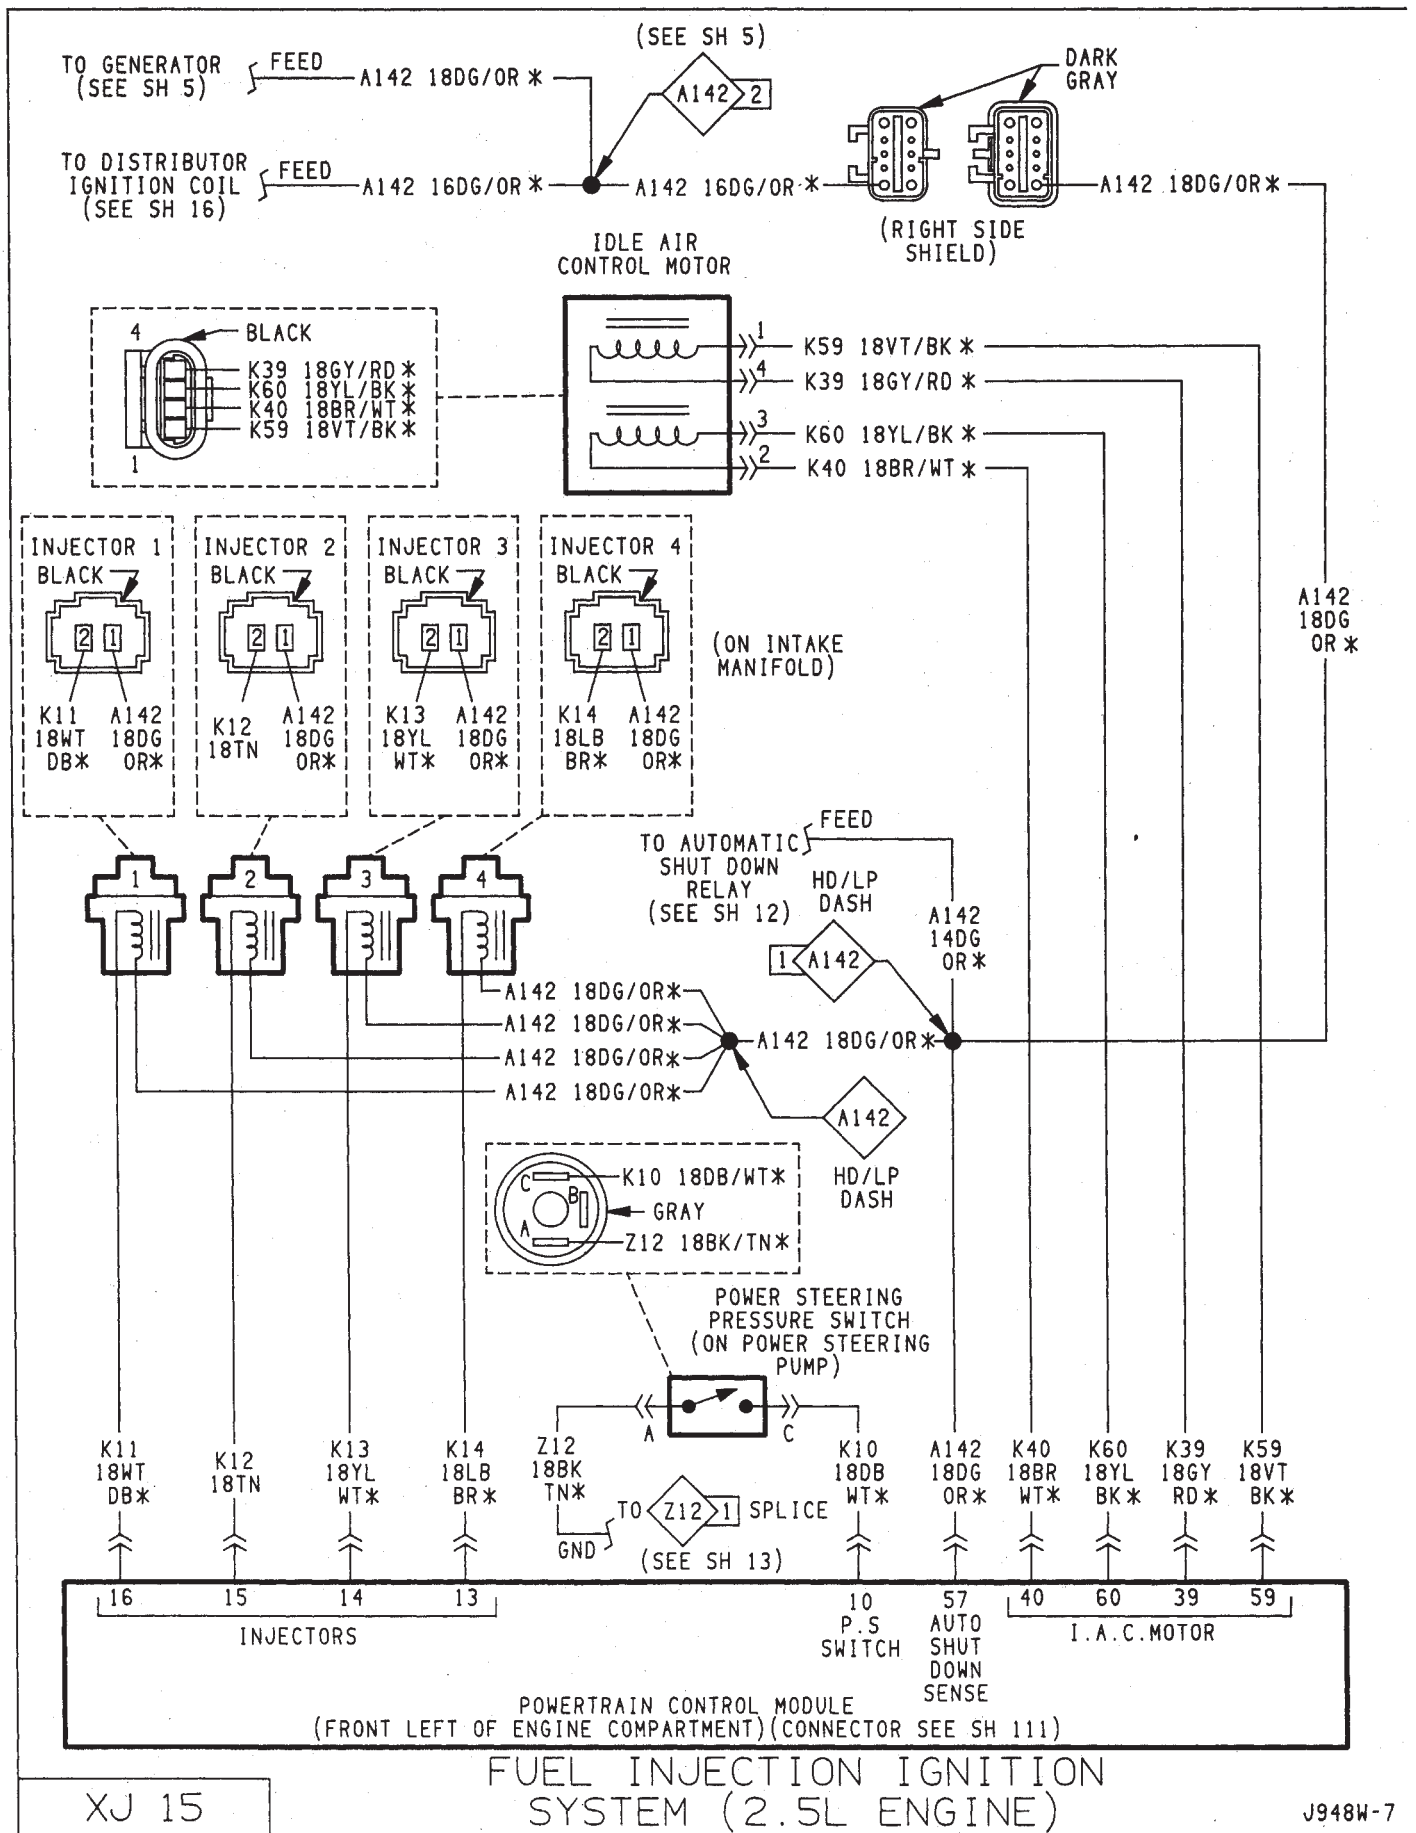 (SEE SH 5)
TO GENERATOR
(SEE SH 5)
FEED
A142 18DG/OR *
A142
2
DARK
GRAY
TO DISTRIBUTOR
IGNITION COIL
(SEE SH 16)
FEED
A142 16DG/OR *
A142 16DG/OR *
A142 18DG/OR *
(RIGHT SIDE
SHIELD)
IDLE AIR
CONTROL MOTOR
4
BLACK
K39 18GY/RD *
K60 18YL/BK *
K40 18BR/WT *
K59 18VT/BK *
1
1
K59 18VT/BK *
4
K39 18GY/RD *
3
K60 18YL/BK *
2
K40 18BR/WT *
INJECTOR 1
BLACK
2 1
K11
18WT
DB*
A142
18DG
OR*
INJECTOR 2
BLACK
2 1
K12
18TN
A142
18DG
OR*
INJECTOR 3
BLACK
2 1
K13
18YL
WT*
A142
18DG
OR*
INJECTOR 4
BLACK
2 1
K14
18LB
BR*
A142
18DG
OR*
(ON INTAKE
MANIFOLD)
A142
18DG
OR *
1
2
3
4
TO AUTOMATIC
SHUT DOWN
RELAY
(SEE SH 12)
FEED
HD/LP
DASH
1
A142
A142
14DG
OR *
A142 18DG/OR*
A142 18DG/OR*
A142 18DG/OR*
A142 18DG/OR*
A142 18DG/OR*
A142
HD/LP
DASH
C
B
A
K10 18DB/WT*
GRAY
Z12 18BK/TN*
POWER STEERING
PRESSURE SWITCH
(ON POWER STEERING
PUMP)
A
C
K11
18WT
DB*
K12
18TN
K13
18YL
WT*
K14
18LB
BR*
Z12
18BK
TN*
GND
TO
Z12
1
SPLICE
(SEE SH 13)
K10
18DB
WT*
A142
18DG
OR*
K40
18BR
WT*
K60
18YL
BK *
K39
18GY
RD *
K59
18VT
BK *
16 15 14 13
INJECTORS
10
P.S
SWITCH
57
AUTO
SHUT
DOWN
SENSE
40 60 39 59
I.A.C.MOTOR
POWERTRAIN CONTROL MODULE
(FRONT LEFT OF ENGINE COMPARTMENT)(CONNECTOR SEE SH 111)
FUEL INJECTION IGNITION
SYSTEM (2.5L ENGINE)
XJ 15
J948W-7